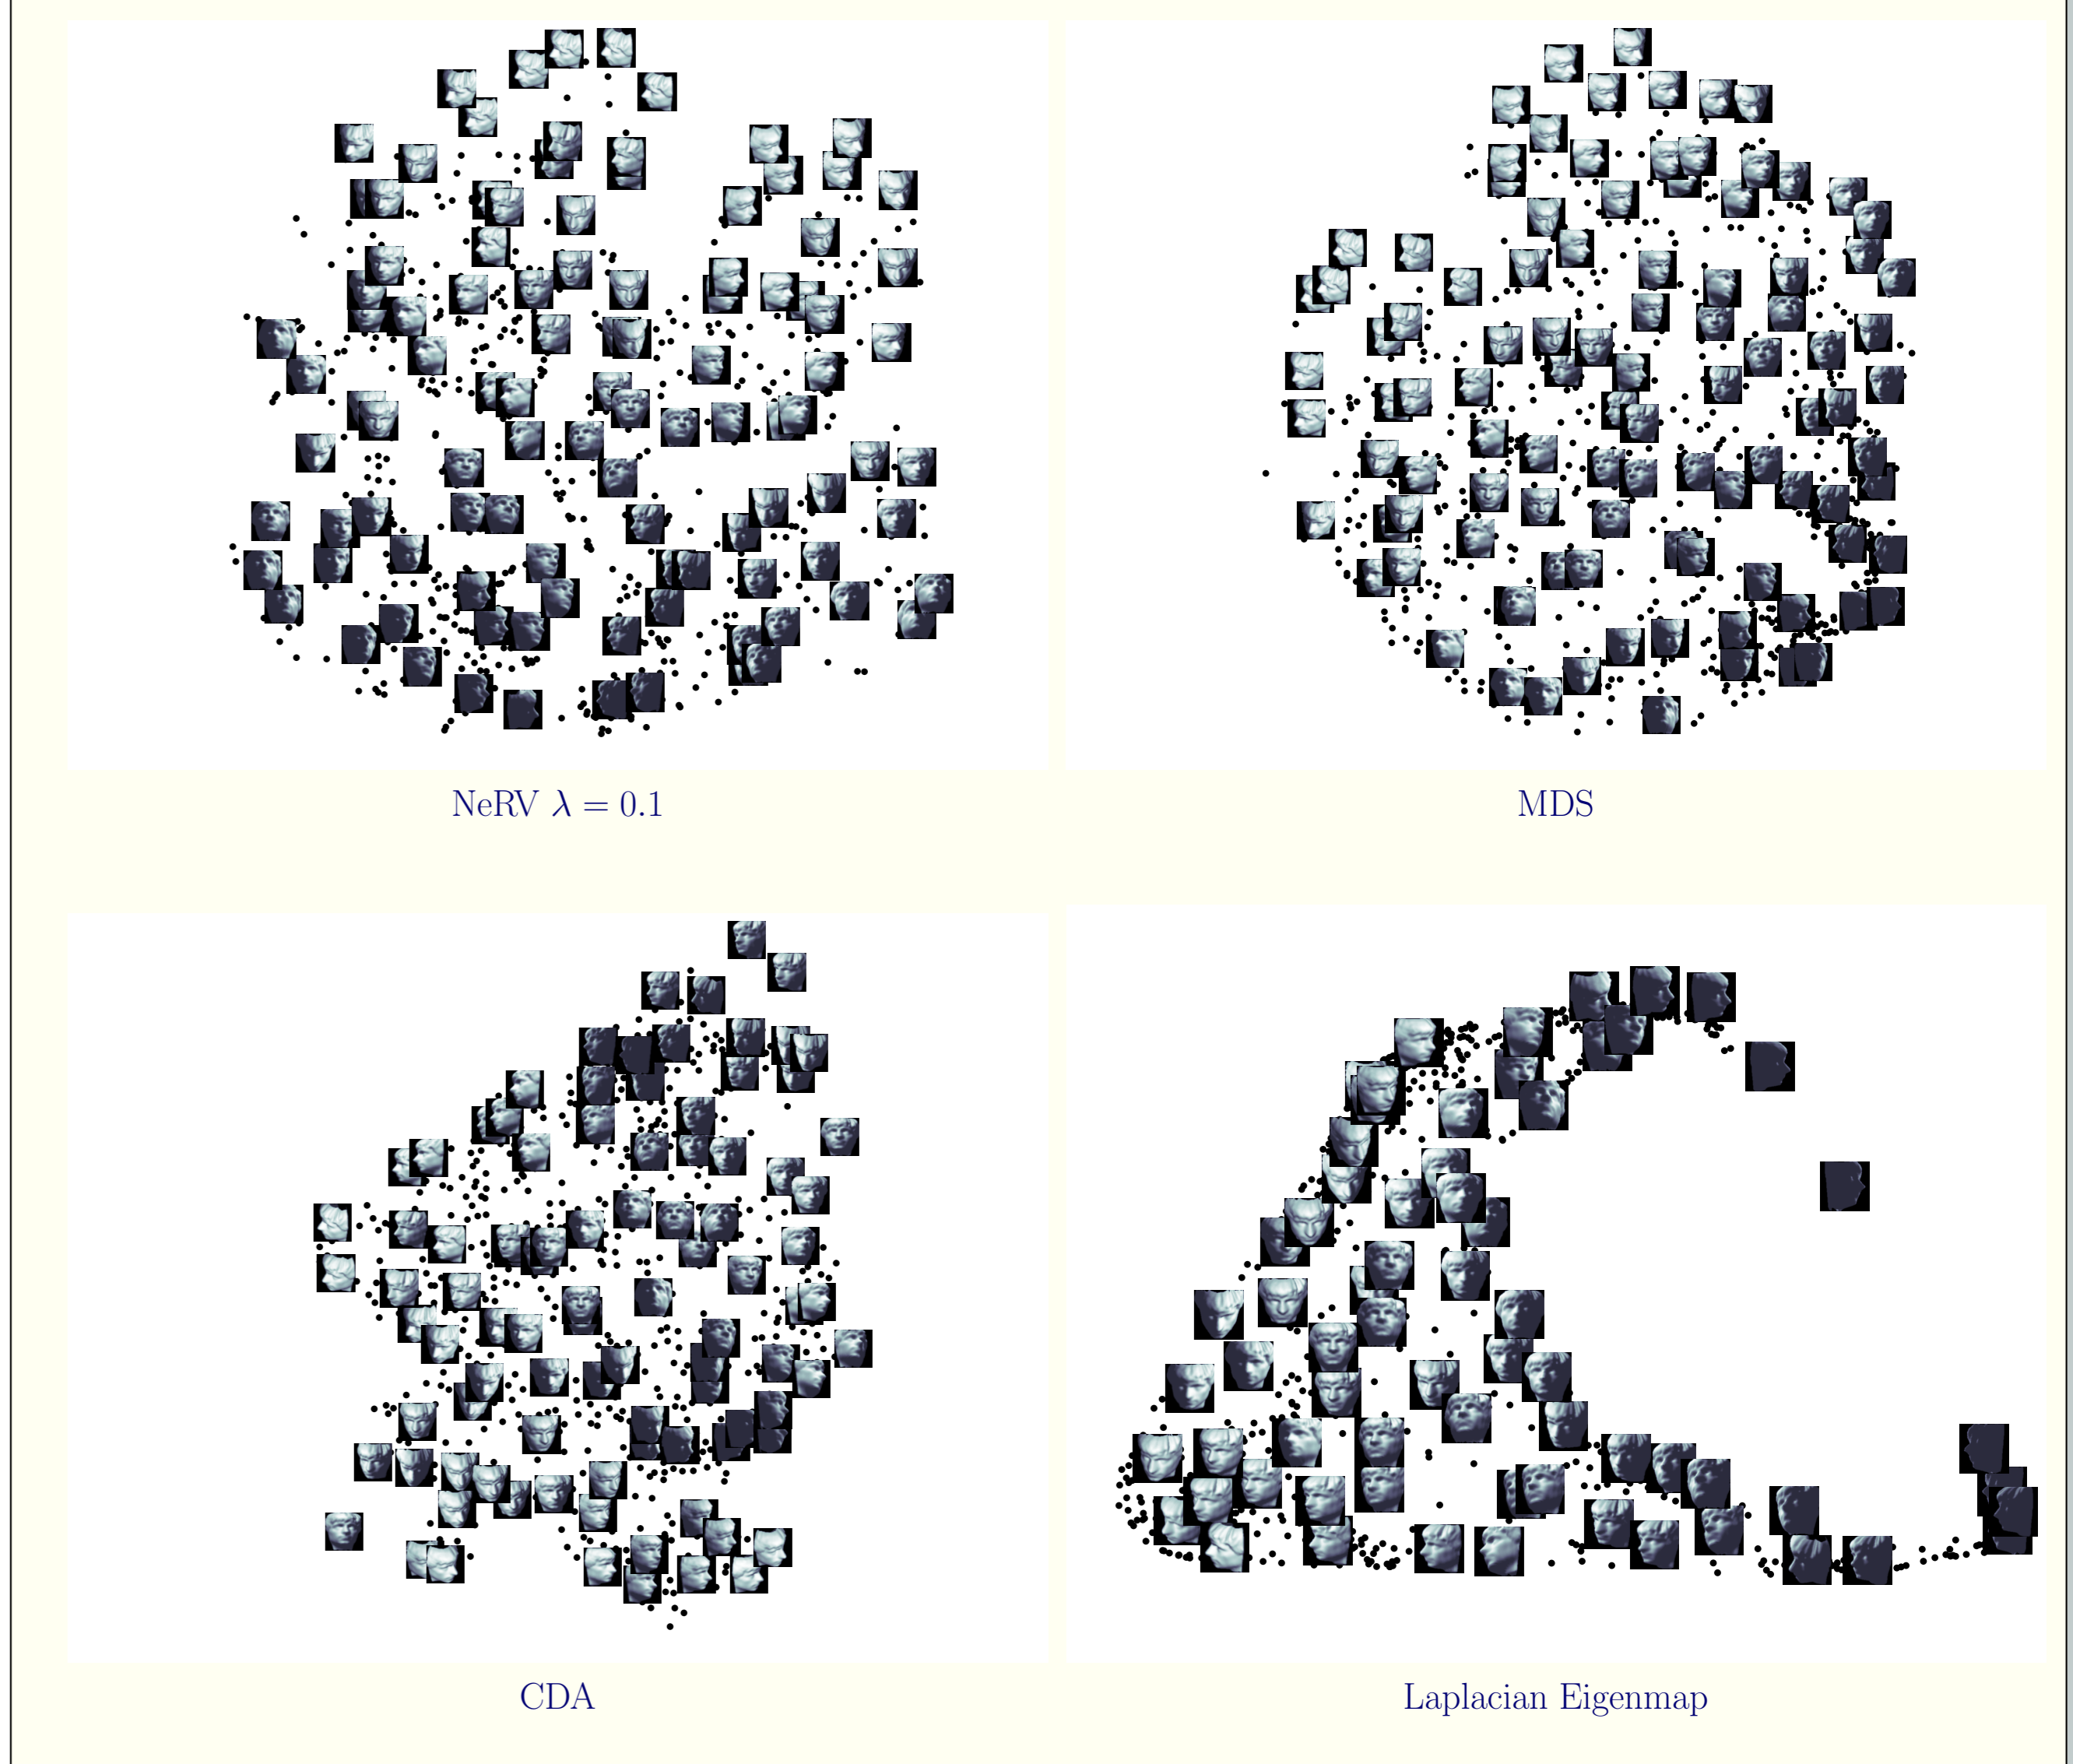 NeRV λ = 0.1
MDS
CDA
Laplacian Eigenmap